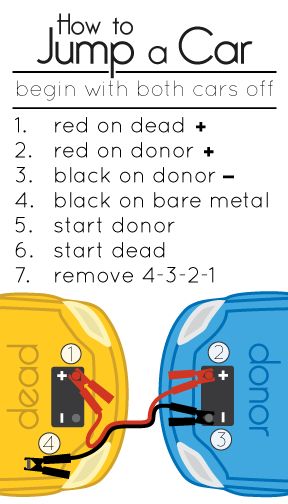 How to
Jump a Car
begin with both cars off
1. red on dead +
2. red on donor +
3. black on donor −
4. black on bare metal
5. start donor
6. start dead
7. remove 4-3-2-1
dead
1
+
−
4
2
+
−
3
donor